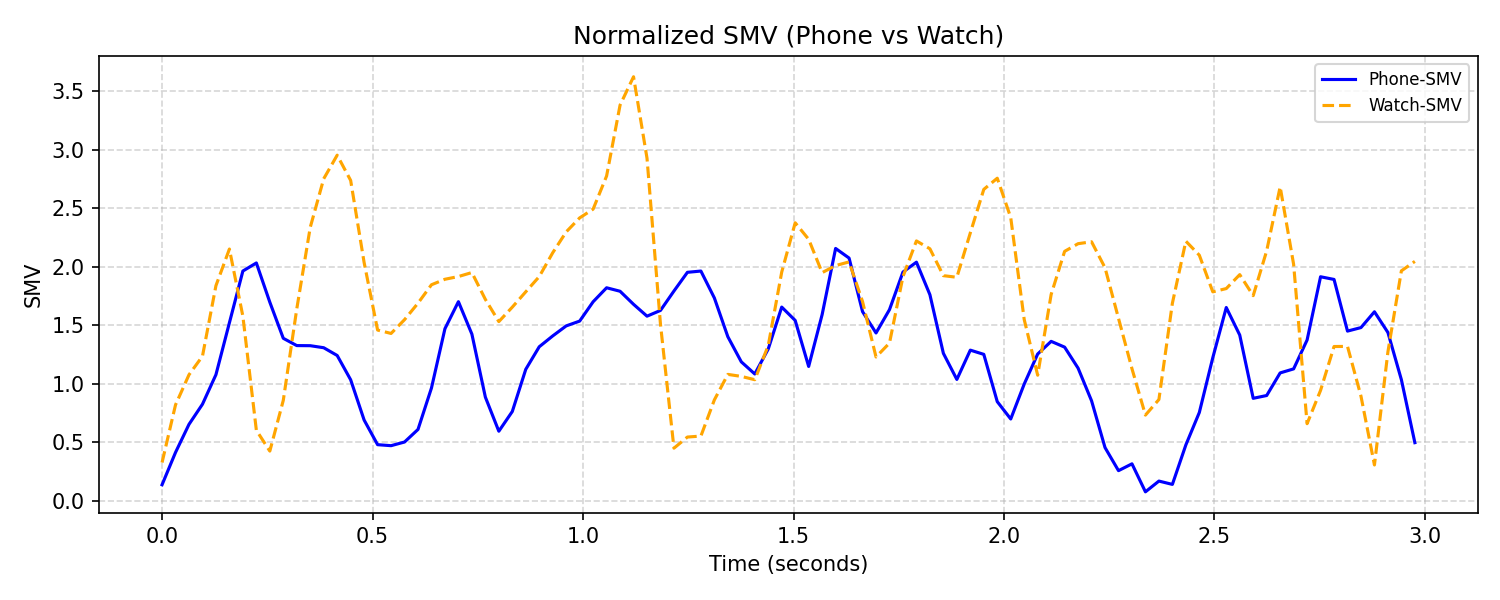 Normalized SMV (Phone vs Watch)
Phone-SMV
Watch-SMV
SMV
3.5
3.0
2.5
2.0
1.5
1.0
0.5
0.0
0.0 0.5 1.0 1.5 2.0 2.5 3.0
Time (seconds)